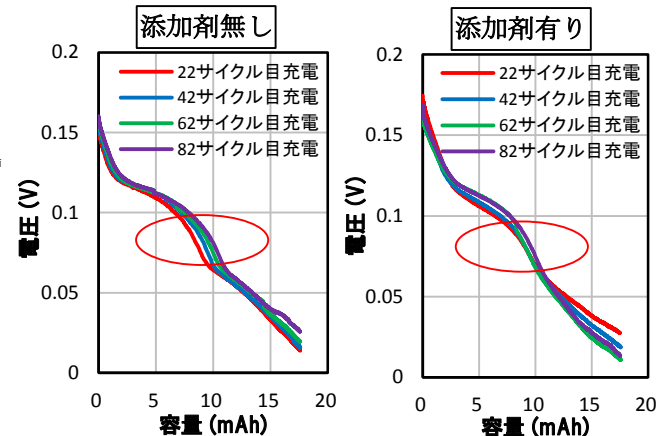 添加剤無し
0.2
0.15
0.1
0.05
0
電圧 (V)
22サイクル目充電
42サイクル目充電
62サイクル目充電
82サイクル目充電
0 5 10 15 20
容量 (mAh)
添加剤有り
0.2
0.15
0.1
0.05
0
電圧 (V)
22サイクル目充電
42サイクル目充電
62サイクル目充電
82サイクル目充電
0 5 10 15 20
容量 (mAh)